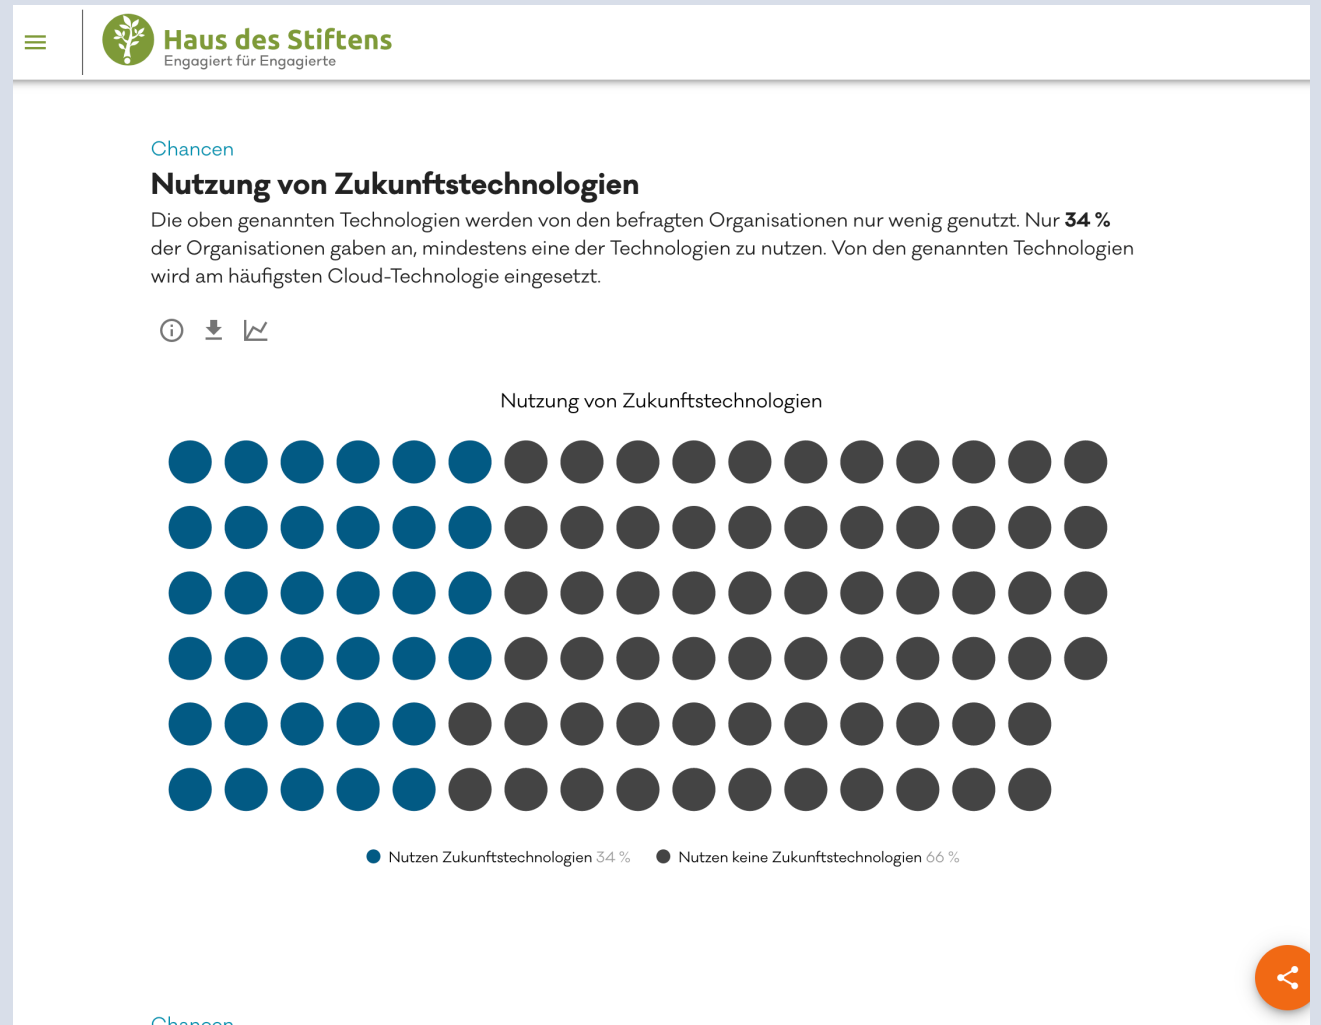 Haus des Stiftens
Engagiert für Engagierte
Chancen
Nutzung von Zukunftstechnologien
Die oben genannten Technologien werden von den befragten Organisationen nur wenig genutzt. Nur 34 %
der Organisationen gaben an, mindestens eine der Technologien zu nutzen. Von den genannten Technologien
wird am häufigsten Cloud-Technologie eingesetzt.
Nutzung von Zukunftstechnologien
Nutzen Zukunftstechnologien 34 % Nutzen keine Zukunftstechnologien 66 %
Chancen